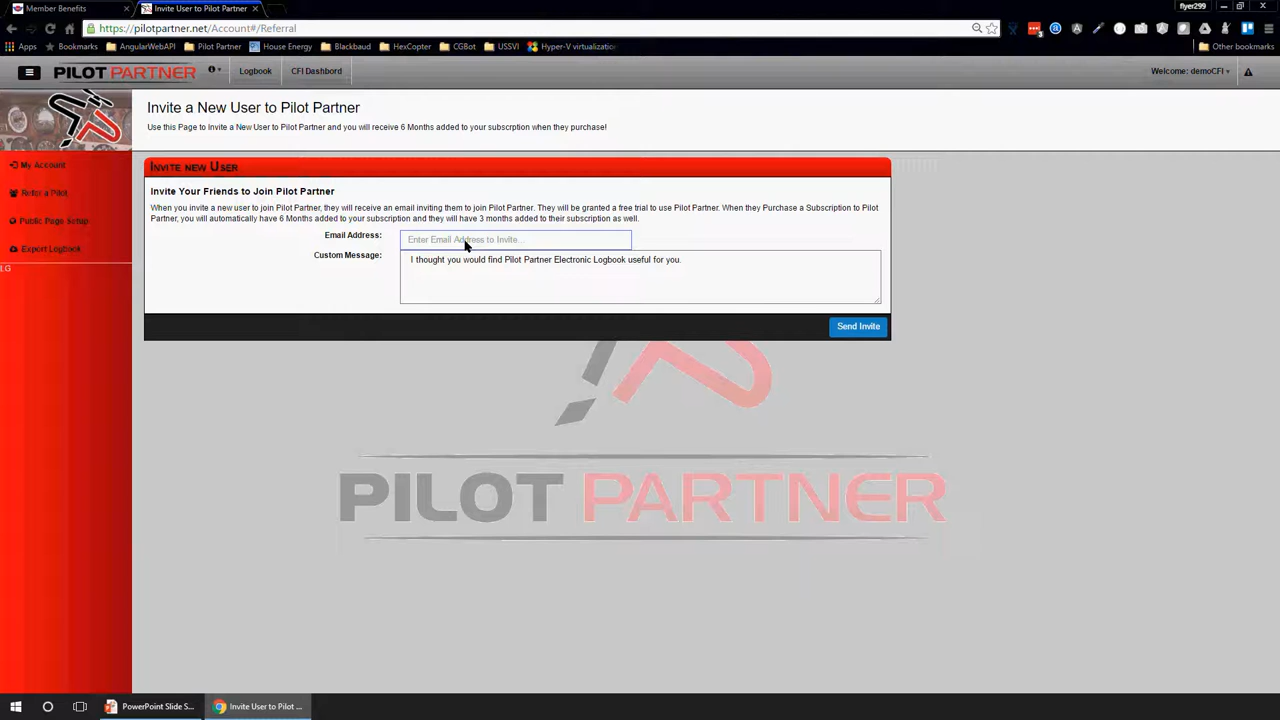 Member Benefits
Invite User to Pilot Partner
flyer299
https://pilotpartner.net/Account#/Referral
Apps Bookmarks AngularWebAPI Pilot Partner House Energy Blackbaud HexCopter CGBot USSVI Hyper-V virtualization Other bookmarks
PILOT PARTNER Logbook CFI Dashbord Welcome: demoCFI
Invite a New User to Pilot Partner
Use this Page to Invite a New User to Pilot Partner and you will receive 6 Months added to your subscrption when they purchase!
My Account
Refer a Pilot
Public Page Setup
Export Logbook
LG
Invite new User
Invite Your Friends to Join Pilot Partner
When you invite a new user to join Pilot Partner, they will receive an email inviting them to join Pilot Partner. They will be granted a free trial to use Pilot Partner. When they Purchase a Subscription to Pilot
Partner, you will automatically have 6 Months added to your subscription and they will have 3 months added to their subscription as well.
Email Address: Enter Email Address to Invite...
Custom Message: I thought you would find Pilot Partner Electronic Logbook useful for you.
Send Invite
PILOT PARTNER
PowerPoint Slide S...
Invite User to Pilot ...